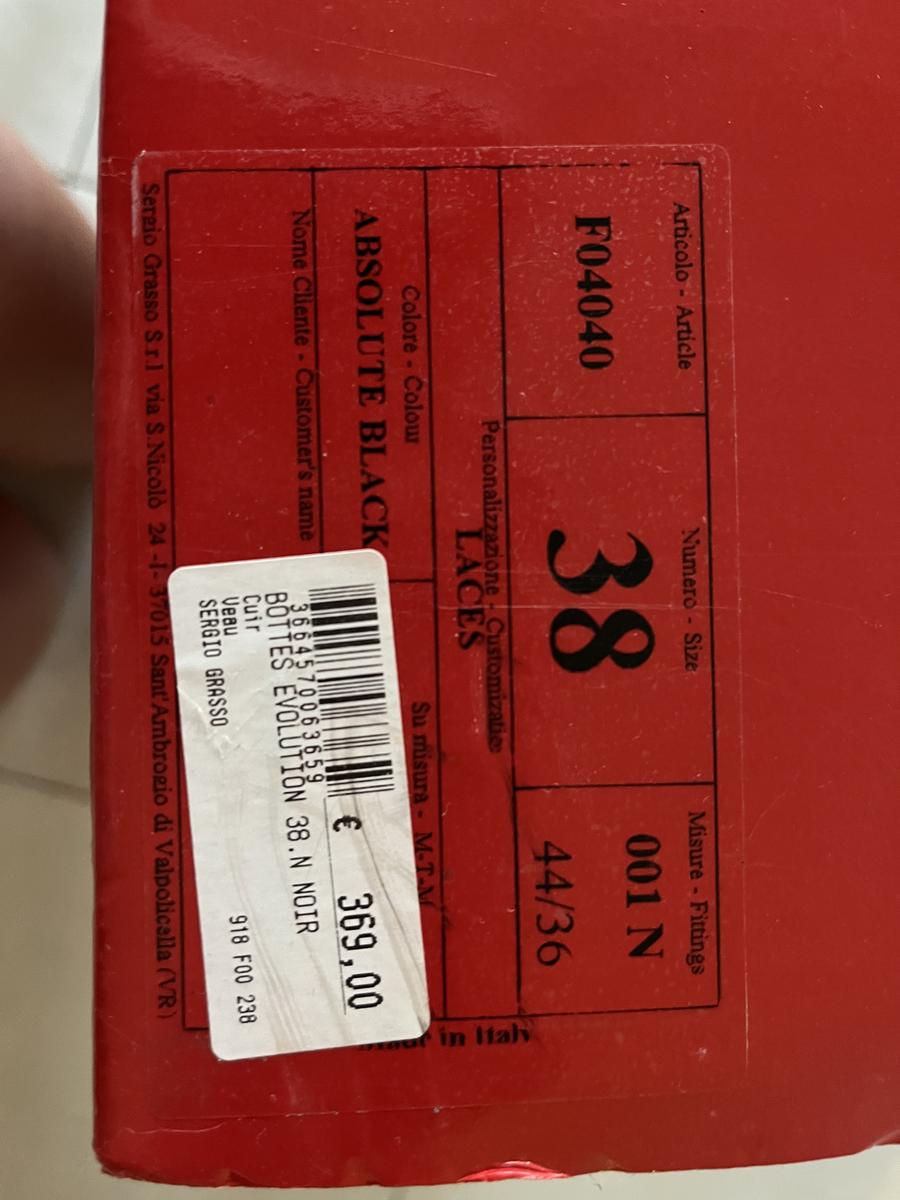 Articolo - Article
F04040
Numero - Size
38
Misure - Fittings
001 N
44/36
Personalizzazione - Customization
LACES
Colore - Colour
ABSOLUTE BLACK
Su misura - M-T-M
Nome Cliente - Customer's name
Made in Italy
Sergio Grasso S.r.l via S.Nicolò 24 -I- 37015 Sant'Ambrogio di Valpolicella (VR)
€ 369,00
3664570063659
BOTTES EVOLUTION 38.N NOIR
Cuir
Veau
918 F00 238
SERGIO GRASSO